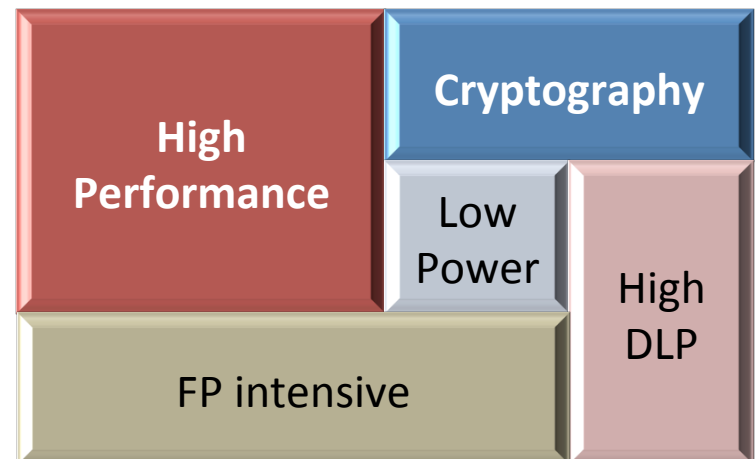 High
Performance
Cryptography
Low
Power
High
DLP
FP intensive